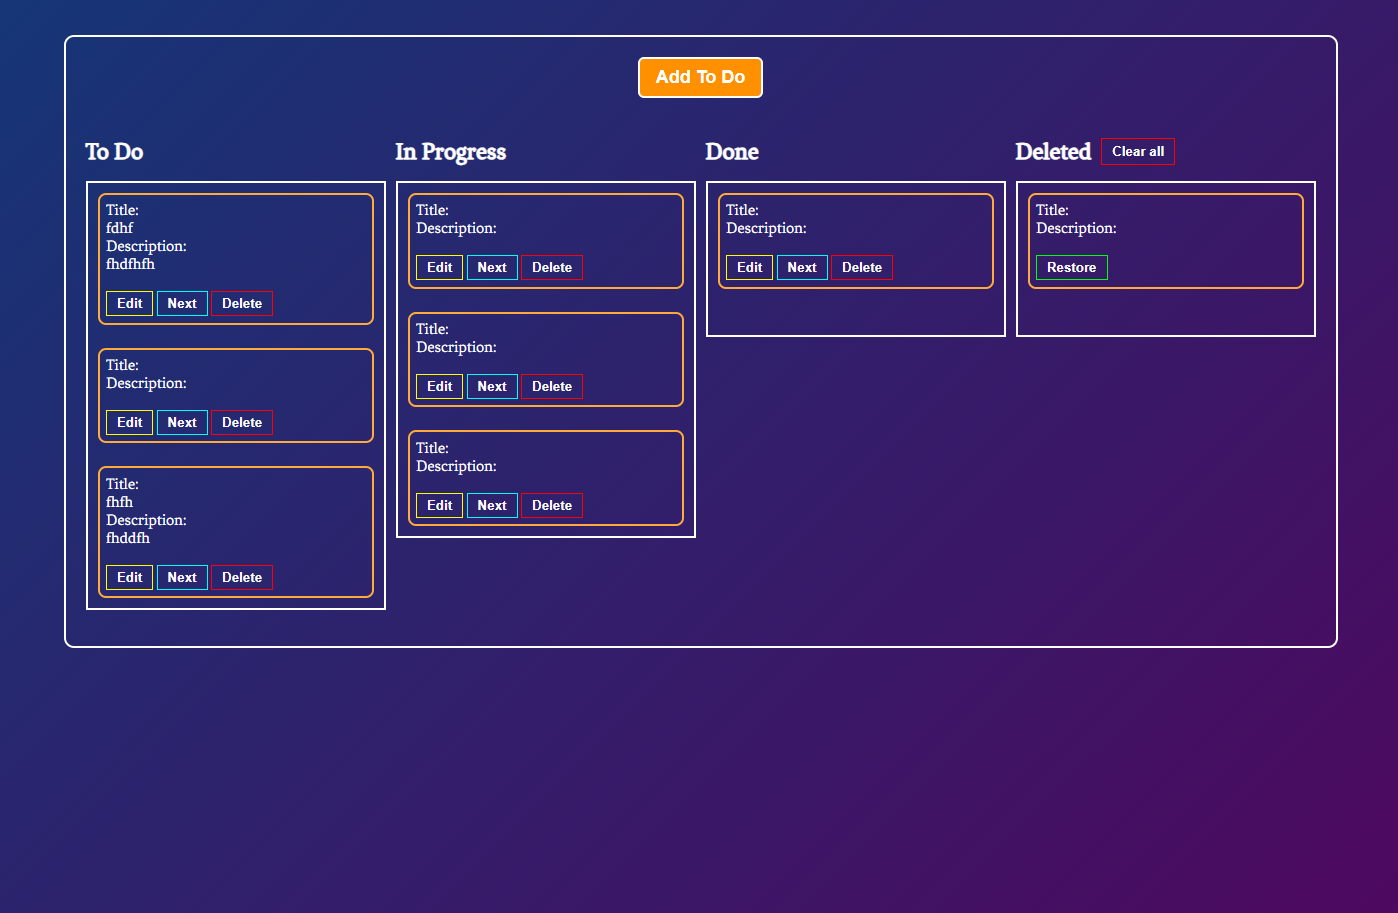 Add To Do
To Do
Title:
fdhf
Description:
fhdfhfh
Edit Next Delete
Title:
Description:
Edit Next Delete
Title:
fhfh
Description:
fhddfh
Edit Next Delete
In Progress
Title:
Description:
Edit Next Delete
Title:
Description:
Edit Next Delete
Title:
Description:
Edit Next Delete
Done
Title:
Description:
Edit Next Delete
Deleted Clear all
Title:
Description:
Restore